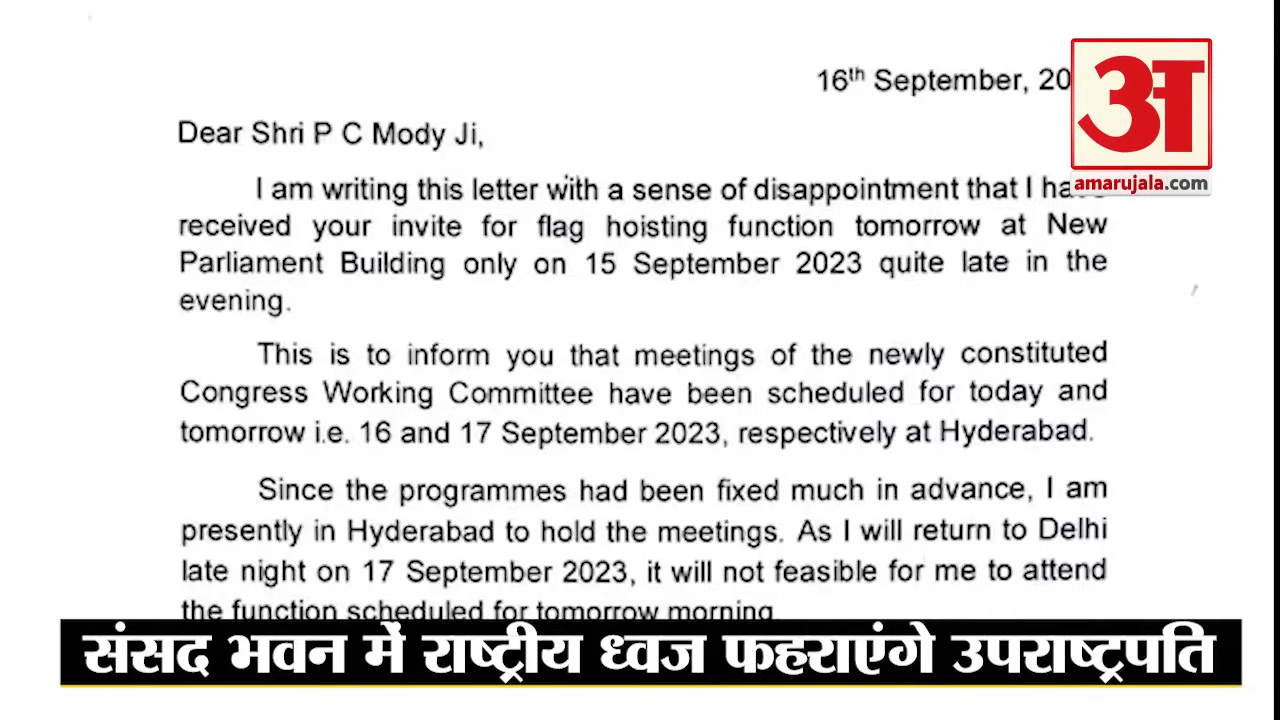 16th September, 20
अ
amarujala.com
Dear Shri P C Mody Ji,
I am writing this letter with a sense of disappointment that I have
received your invite for flag hoisting function tomorrow at New
Parliament Building only on 15 September 2023 quite late in the
evening.
This is to inform you that meetings of the newly constituted
Congress Working Committee have been scheduled for today and
tomorrow i.e. 16 and 17 September 2023, respectively at Hyderabad.
Since the programmes had been fixed much in advance, I am
presently in Hyderabad to hold the meetings. As I will return to Delhi
late night on 17 September 2023, it will not feasible for me to attend
the function scheduled for tomorrow morning.
संसद भवन में राष्ट्रीय ध्वज फहराएंगे उपराष्ट्रपति